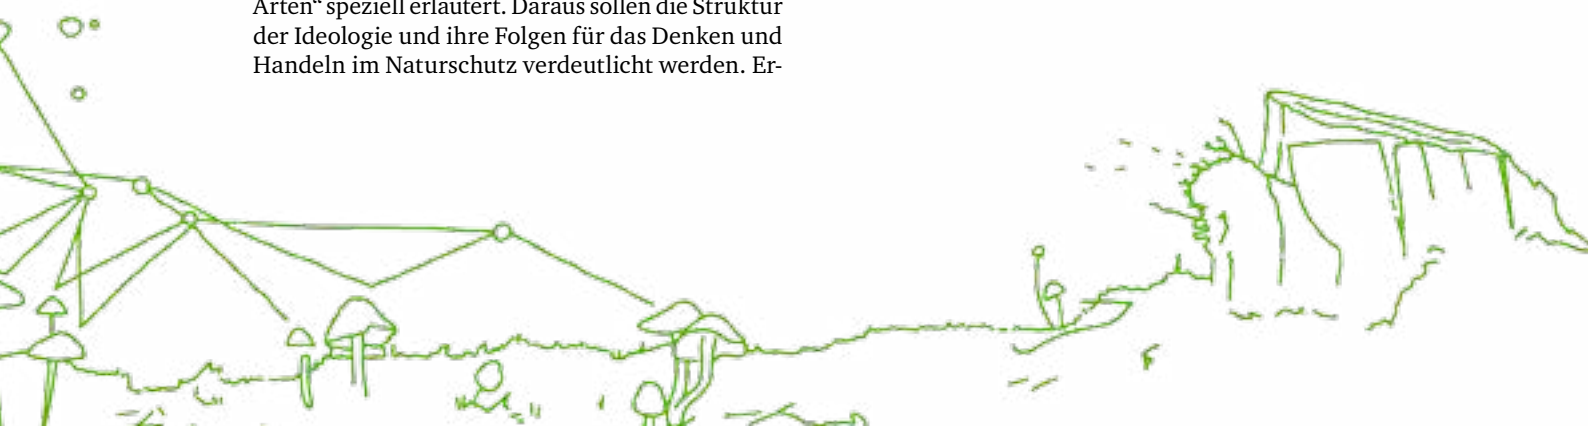 Arten“ speziell erläutert. Daraus sollen die Struktur
der Ideologie und ihre Folgen für das Denken und
Handeln im Naturschutz verdeutlicht werden. Er-